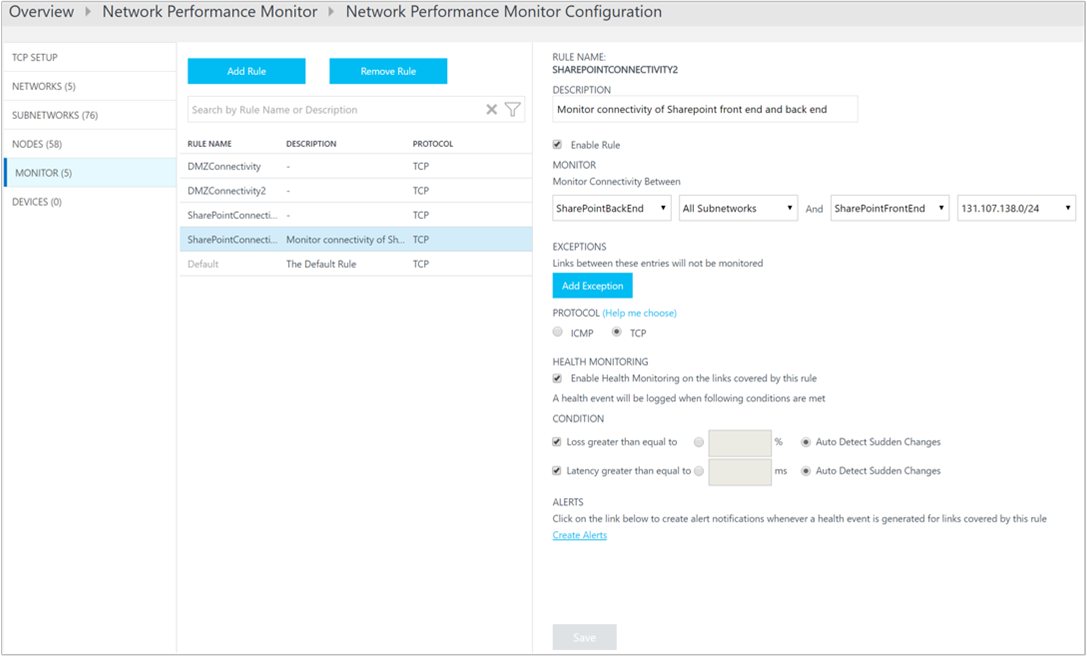 Overview Network Performance Monitor Network Performance Monitor Configuration
TCP SETUP
NETWORKS (5)
SUBNETWORKS (76)
NODES (58)
MONITOR (5)
DEVICES (0)
Add Rule Remove Rule
Search by Rule Name or Description
RULE NAME DESCRIPTION PROTOCOL
DMZConnectivity - TCP
DMZConnectivity2 - TCP
SharePointConnecti... - TCP
SharePointConnecti... Monitor connectivity of Sh... TCP
Default The Default Rule TCP
RULE NAME:
SHAREPOINTCONNECTIVITY2
DESCRIPTION
Monitor connectivity of Sharepoint front end and back end
Enable Rule
MONITOR
Monitor Connectivity Between
SharePointBackEnd All Subnetworks And SharePointFrontEnd 131.107.138.0/24
EXCEPTIONS
Links between these entries will not be monitored
Add Exception
PROTOCOL (Help me choose)
ICMP TCP
HEALTH MONITORING
Enable Health Monitoring on the links covered by this rule
A health event will be logged when following conditions are met
CONDITION
Loss greater than equal to % Auto Detect Sudden Changes
Latency greater than equal to ms Auto Detect Sudden Changes
ALERTS
Click on the link below to create alert notifications whenever a health event is generated for links covered by this rule
Create Alerts
Save